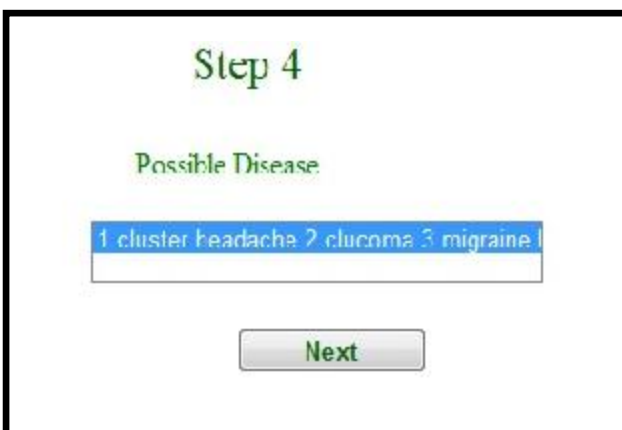 Step 4
Possible Disease
1 cluster headache 2 clucoma 3 migraine
Next